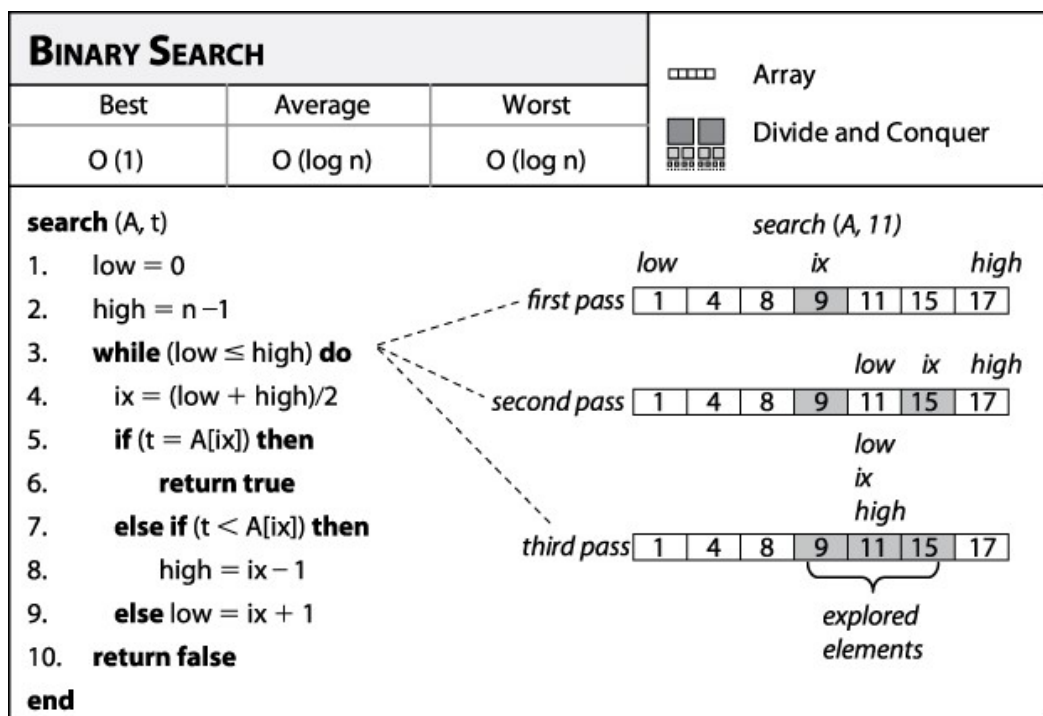 BINARY SEARCH
Best Average Worst
O (1) O (log n) O (log n)
Array
Divide and Conquer
search (A, t)
1. low = 0
2. high = n − 1
3. while (low ≤ high) do
4. ix = (low + high)/2
5. if (t = A[ix]) then
6. return true
7. else if (t < A[ix]) then
8. high = ix − 1
9. else low = ix + 1
10. return false
end
search (A, 11)
low ix high
first pass 1 4 8 9 11 15 17
low ix high
second pass 1 4 8 9 11 15 17
low
ix
high
third pass 1 4 8 9 11 15 17
explored
elements